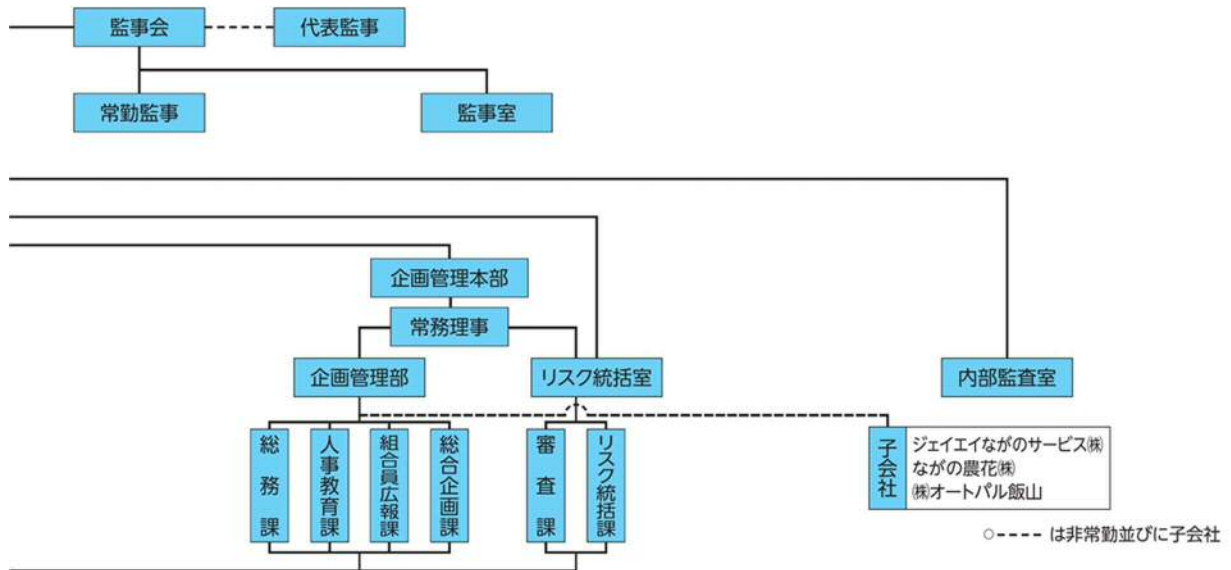 監事会
代表監事
常勤監事
監事室
企画管理本部
常務理事
企画管理部
リスク統括室
内部監査室
総務課
人事教育課
組合員広報課
総合企画課
審査課
リスク統括課
子会社
ジェイエイながのサービス㈱
ながの農花㈱
㈱オートパル飯山
○---- は非常勤並びに子会社